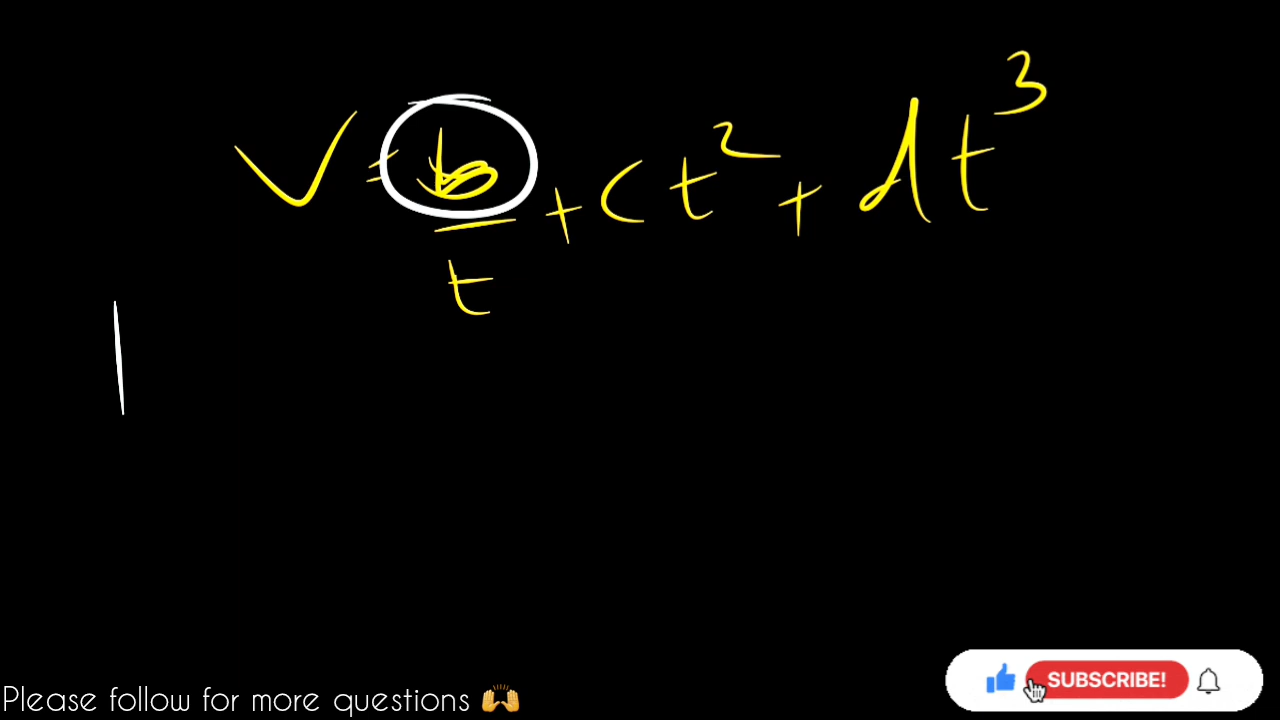 V = b/t + ct² + dt³
Please follow for more questions 🙌
SUBSCRIBE!